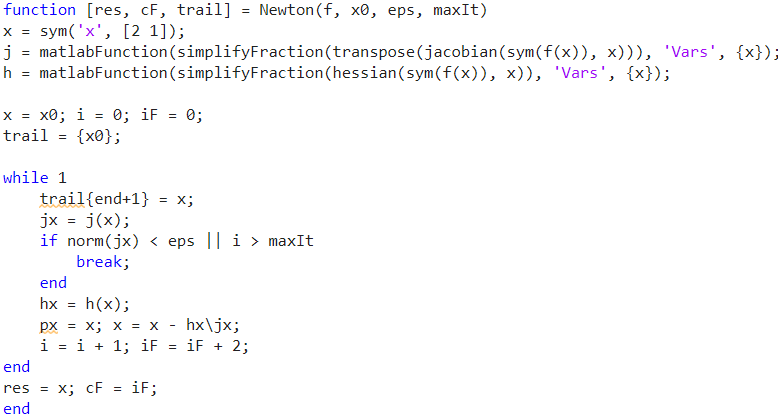 function [res, cF, trail] = Newton(f, x0, eps, maxIt)
x = sym('x', [2 1]);
j = matlabFunction(simplifyFraction(transpose(jacobian(sym(f(x)), x))), 'Vars', {x});
h = matlabFunction(simplifyFraction(hessian(sym(f(x)), x)), 'Vars', {x});

x = x0; i = 0; iF = 0;
trail = {x0};

while 1
    trail{end+1} = x;
    jx = j(x);
    if norm(jx) < eps || i > maxIt
        break;
    end
    hx = h(x);
    px = x; x = x - hx\jx;
    i = i + 1; iF = iF + 2;
end
res = x; cF = iF;
end